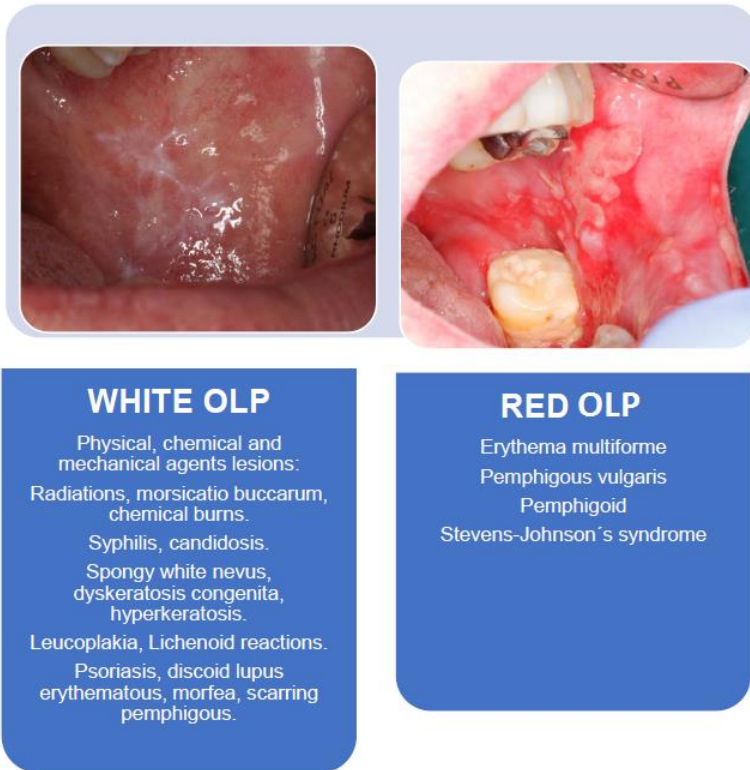 WHITE OLP
Physical, chemical and
mechanical agents lesions:
Radiations, morsicatio buccarum,
chemical burns.
Syphilis, candidosis.
Spongy white nevus,
dyskeratosis congenita,
hyperkeratosis.
Leucoplakia, Lichenoid reactions.
Psoriasis, discoid lupus
erythematous, morfea, scarring
pemphigous.
RED OLP
Erythema multiforme
Pemphigous vulgaris
Pemphigoid
Stevens-Johnson´s syndrome